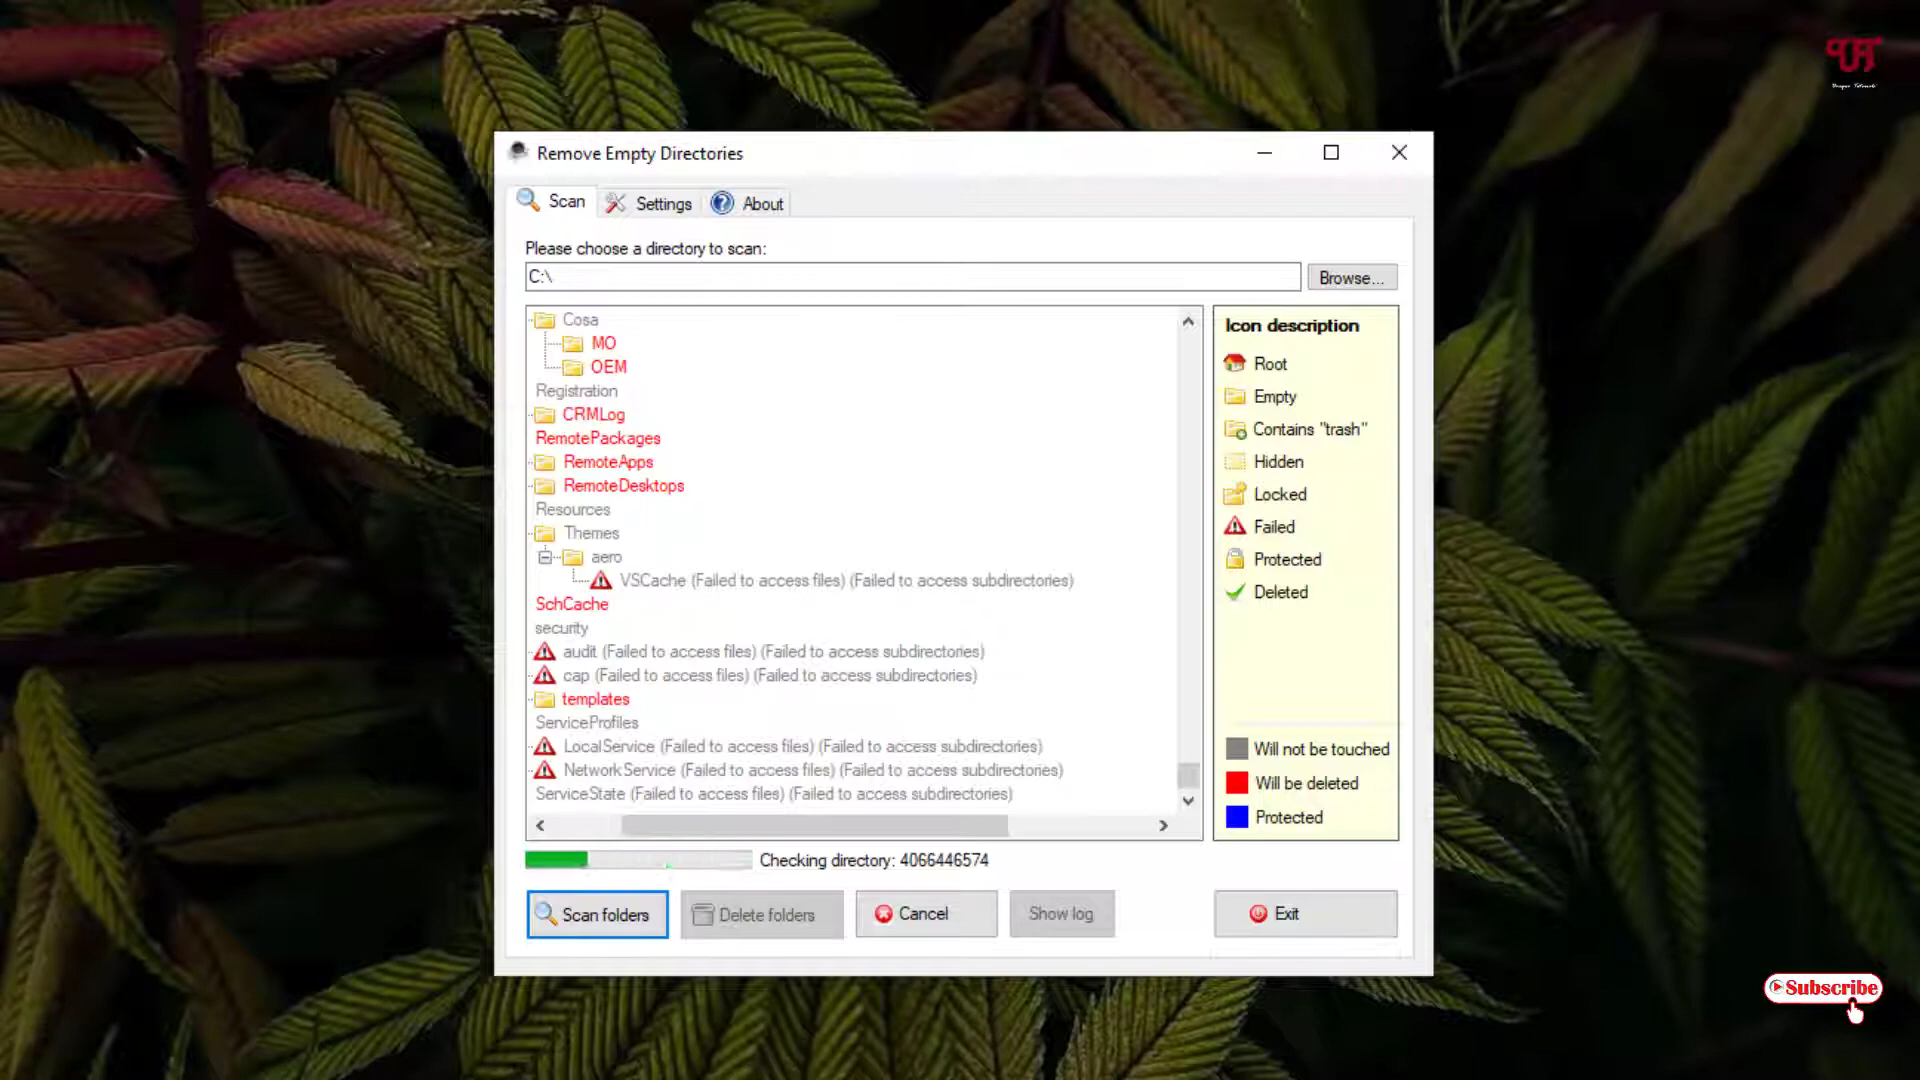 Remove Empty Directories
Scan
Settings
About
Please choose a directory to scan:
C:\
Browse...
Cosa
MO
OEM
Registration
CRMLog
RemotePackages
RemoteApps
RemoteDesktops
Resources
Themes
aero
VSCache (Failed to access files) (Failed to access subdirectories)
SchCache
security
audit (Failed to access files) (Failed to access subdirectories)
cap (Failed to access files) (Failed to access subdirectories)
templates
ServiceProfiles
LocalService (Failed to access files) (Failed to access subdirectories)
NetworkService (Failed to access files) (Failed to access subdirectories)
ServiceState (Failed to access files) (Failed to access subdirectories)
Icon description
Root
Empty
Contains "trash"
Hidden
Locked
Failed
Protected
Deleted
Will not be touched
Will be deleted
Protected
Checking directory: 4066446574
Scan folders
Delete folders
Cancel
Show log
Exit
Subscribe